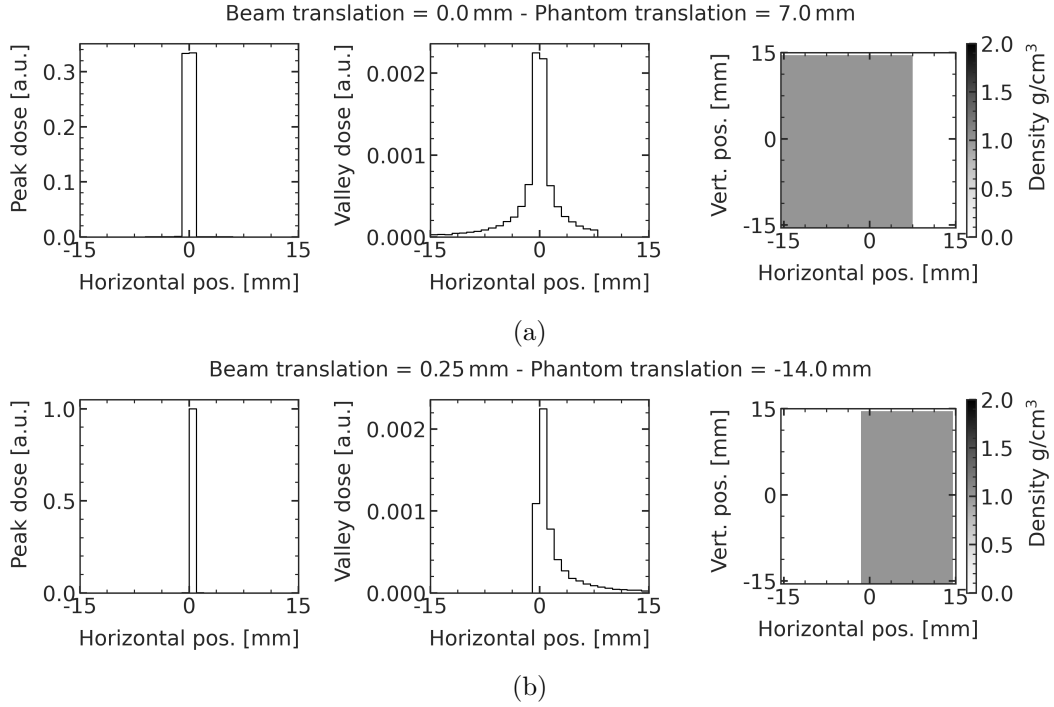 Beam translation = 0.0 mm - Phantom translation = 7.0 mm
Peak dose [a.u.]
0.3
0.2
0.1
0.0
-15
0
15
Horizontal pos. [mm]
Valley dose [a.u.]
0.002
0.001
0.000
-15
0
15
Horizontal pos. [mm]
Vert. pos. [mm]
15
0
-15
-15
0
15
Horizontal pos. [mm]
2.0
1.5
1.0
0.5
0.0
Density g/cm³
(a)
Beam translation = 0.25 mm - Phantom translation = -14.0 mm
Peak dose [a.u.]
1.0
0.5
0.0
-15
0
15
Horizontal pos. [mm]
Valley dose [a.u.]
0.002
0.001
0.000
-15
0
15
Horizontal pos. [mm]
Vert. pos. [mm]
15
0
-15
-15
0
15
Horizontal pos. [mm]
2.0
1.5
1.0
0.5
0.0
Density g/cm³
(b)